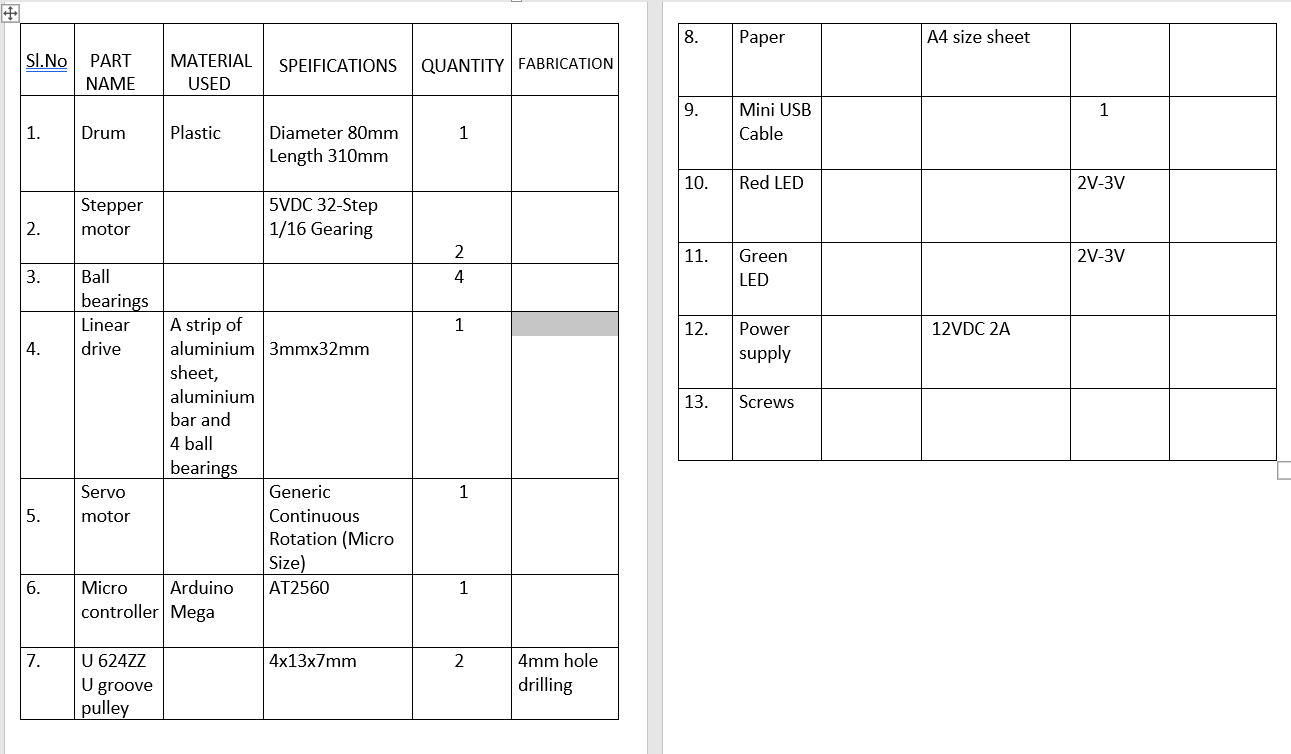 Sl.No PART NAME MATERIAL USED SPEIFICATIONS QUANTITY FABRICATION
1. Drum Plastic Diameter 80mm Length 310mm 1
2. Stepper motor 5VDC 32-Step 1/16 Gearing 2
3. Ball bearings 4
4. Linear drive A strip of aluminium sheet, aluminium bar and 4 ball bearings 3mmx32mm 1
5. Servo motor Generic Continuous Rotation (Micro Size) 1
6. Micro controller Arduino Mega AT2560 1
7. U 624ZZ U groove pulley 4x13x7mm 2 4mm hole drilling
8. Paper A4 size sheet
9. Mini USB Cable 1
10. Red LED 2V-3V
11. Green LED 2V-3V
12. Power supply 12VDC 2A
13. Screws